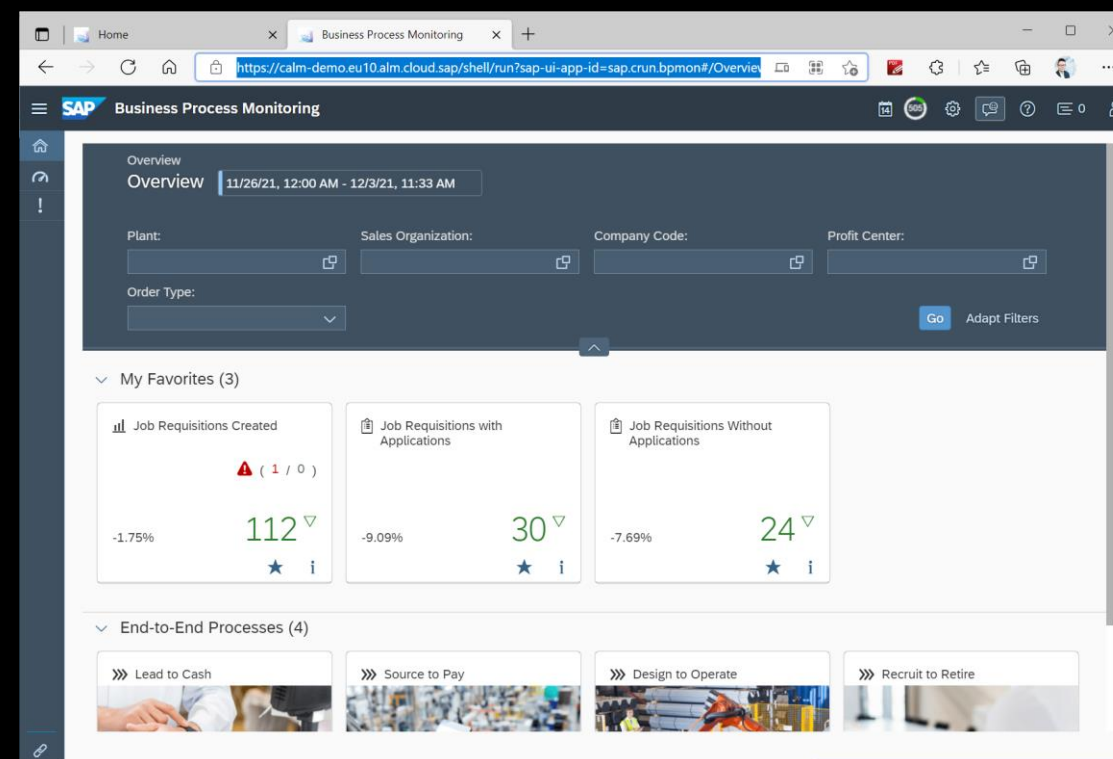 Home
Business Process Monitoring
https://calm-demo.eu10.alm.cloud.sap/shell/run?sap-ui-app-id=sap.crun.bpmon#/Overview
SAP Business Process Monitoring
14
505
0
Overview
Overview 11/26/21, 12:00 AM - 12/3/21, 11:33 AM
Plant: Sales Organization: Company Code: Profit Center:
Order Type:
Go Adapt Filters
My Favorites (3)
Job Requisitions Created
( 1 / 0 )
-1.75% 112
Job Requisitions with
Applications
-9.09% 30
Job Requisitions Without
Applications
-7.69% 24
End-to-End Processes (4)
Lead to Cash
Source to Pay
Design to Operate
Recruit to Retire